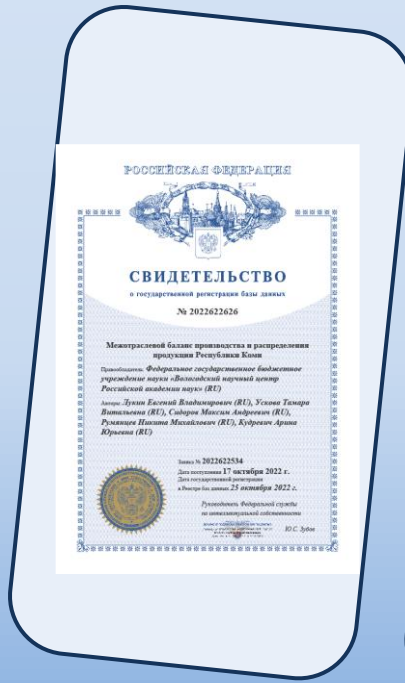 РОССИЙСКАЯ ФЕДЕРАЦИЯ
СВИДЕТЕЛЬСТВО
о государственной регистрации базы данных
№ 2022622626
Межотраслевой баланс производства и распределения
продукции Республики Коми
Правообладатель: Федеральное государственное бюджетное
учреждение науки «Вологодский научный центр
Российской академии наук» (RU)
Авторы: Лукин Евгений Владимирович (RU), Ускова Тамара
Витальевна (RU), Сидоров Максим Андреевич (RU),
Румянцев Никита Михайлович (RU), Кудревич Арина
Юрьевна (RU)
Заявка № 2022622534
Дата поступления 17 октября 2022 г.
Дата государственной регистрации
в Реестре баз данных 25 октября 2022 г.
Руководитель Федеральной службы
по интеллектуальной собственности
Ю.С. Зубов